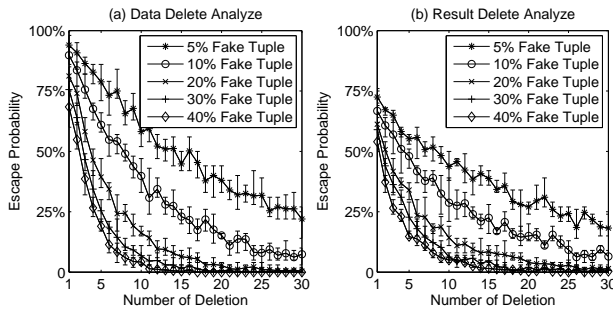 (a) Data Delete Analyze
100%
75%
50%
25%
0
Escape Probability
5% Fake Tuple
10% Fake Tuple
20% Fake Tuple
30% Fake Tuple
40% Fake Tuple
1 5 10 15 20 25 30
Number of Deletion
(b) Result Delete Analyze
100%
75%
50%
25%
0
Escape Probability
5% Fake Tuple
10% Fake Tuple
20% Fake Tuple
30% Fake Tuple
40% Fake Tuple
1 5 10 15 20 25 30
Number of Deletion